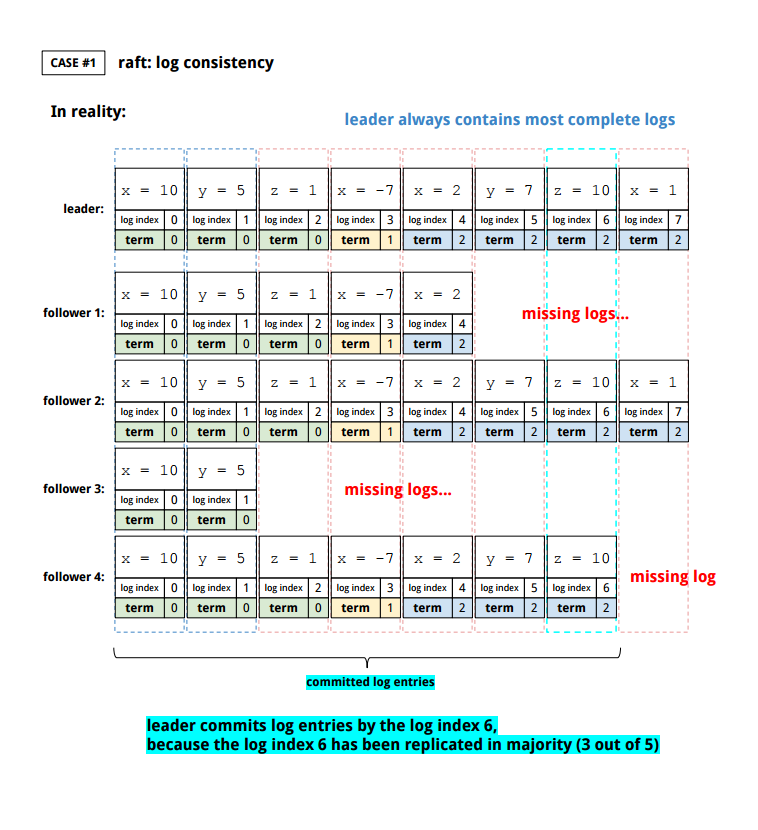 CASE #1 raft: log consistency
In reality:
leader always contains most complete logs
x = 10 y = 5 z = 1 x = -7 x = 2 y = 7 z = 10 x = 1
leader:
log index 0 log index 1 log index 2 log index 3 log index 4 log index 5 log index 6 log index 7
term 0 term 0 term 0 term 1 term 2 term 2 term 2 term 2
x = 10 y = 5 z = 1 x = -7 x = 2
follower 1: missing logs...
log index 0 log index 1 log index 2 log index 3 log index 4
term 0 term 0 term 0 term 1 term 2
x = 10 y = 5 z = 1 x = -7 x = 2 y = 7 z = 10 x = 1
follower 2:
log index 0 log index 1 log index 2 log index 3 log index 4 log index 5 log index 6 log index 7
term 0 term 0 term 0 term 1 term 2 term 2 term 2 term 2
x = 10 y = 5
follower 3: missing logs...
log index 0 log index 1
term 0 term 0
x = 10 y = 5 z = 1 x = -7 x = 2 y = 7 z = 10
follower 4: missing log
log index 0 log index 1 log index 2 log index 3 log index 4 log index 5 log index 6
term 0 term 0 term 0 term 1 term 2 term 2 term 2
committed log entries
leader commits log entries by the log index 6,
because the log index 6 has been replicated in majority (3 out of 5)